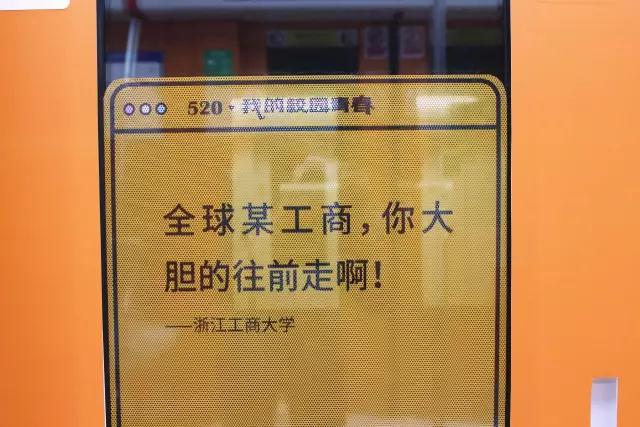 520·我的校园青春
全球某工商，你大
胆的往前走啊！
——浙江工商大学